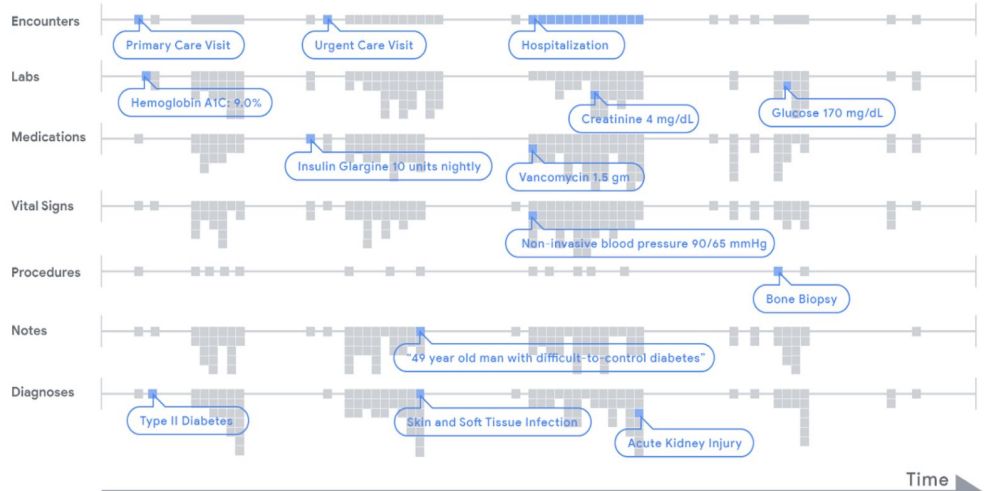 Encounters
Primary Care Visit
Urgent Care Visit
Hospitalization
Labs
Hemoglobin A1C: 9.0%
Creatinine 4 mg/dL
Glucose 170 mg/dL
Medications
Insulin Glargine 10 units nightly
Vancomycin 1.5 gm
Vital Signs
Non-invasive blood pressure 90/65 mmHg
Procedures
Bone Biopsy
Notes
"49 year old man with difficult-to-control diabetes"
Diagnoses
Type II Diabetes
Skin and Soft Tissue Infection
Acute Kidney Injury
Time